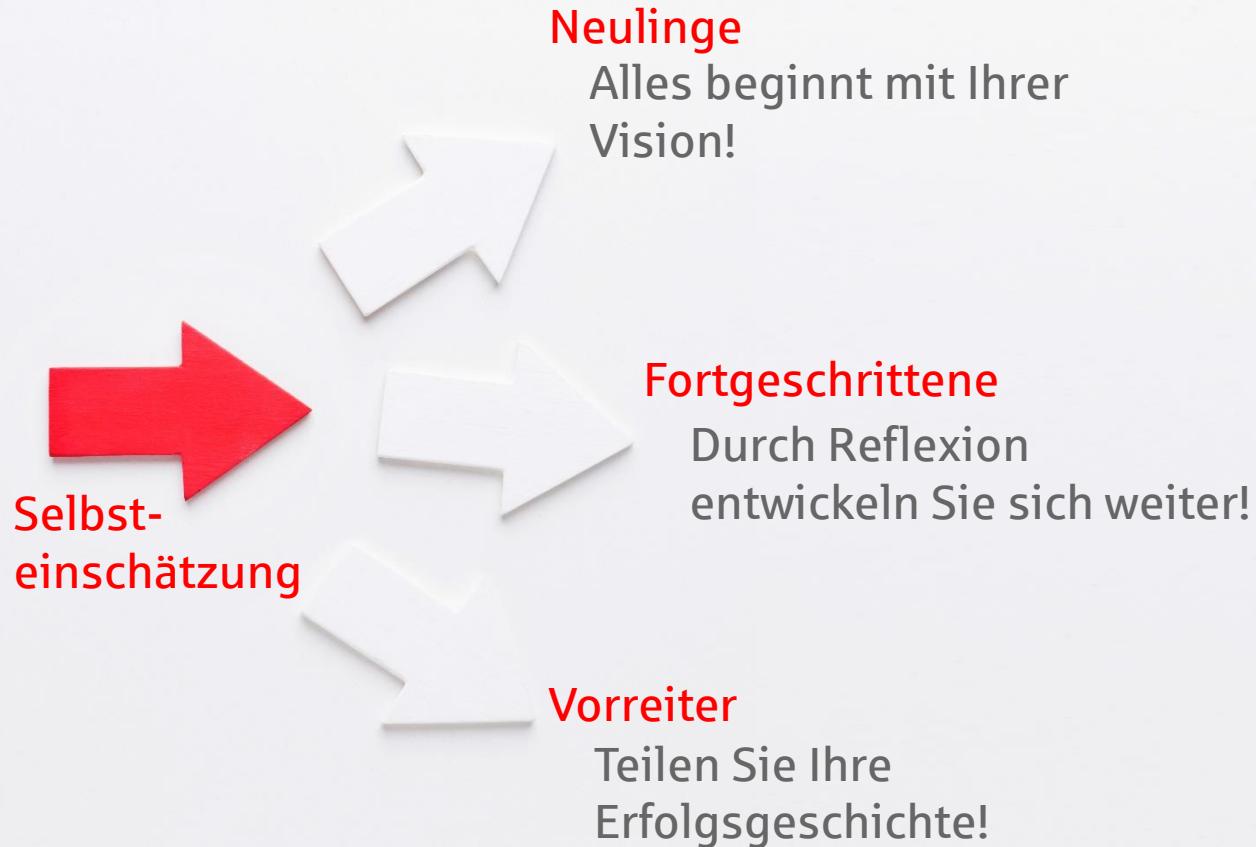 Neulinge
Alles beginnt mit Ihrer
Vision!
Fortgeschrittene
Durch Reflexion
entwickeln Sie sich weiter!
Selbst-
einschätzung
Vorreiter
Teilen Sie Ihre
Erfolgsgeschichte!